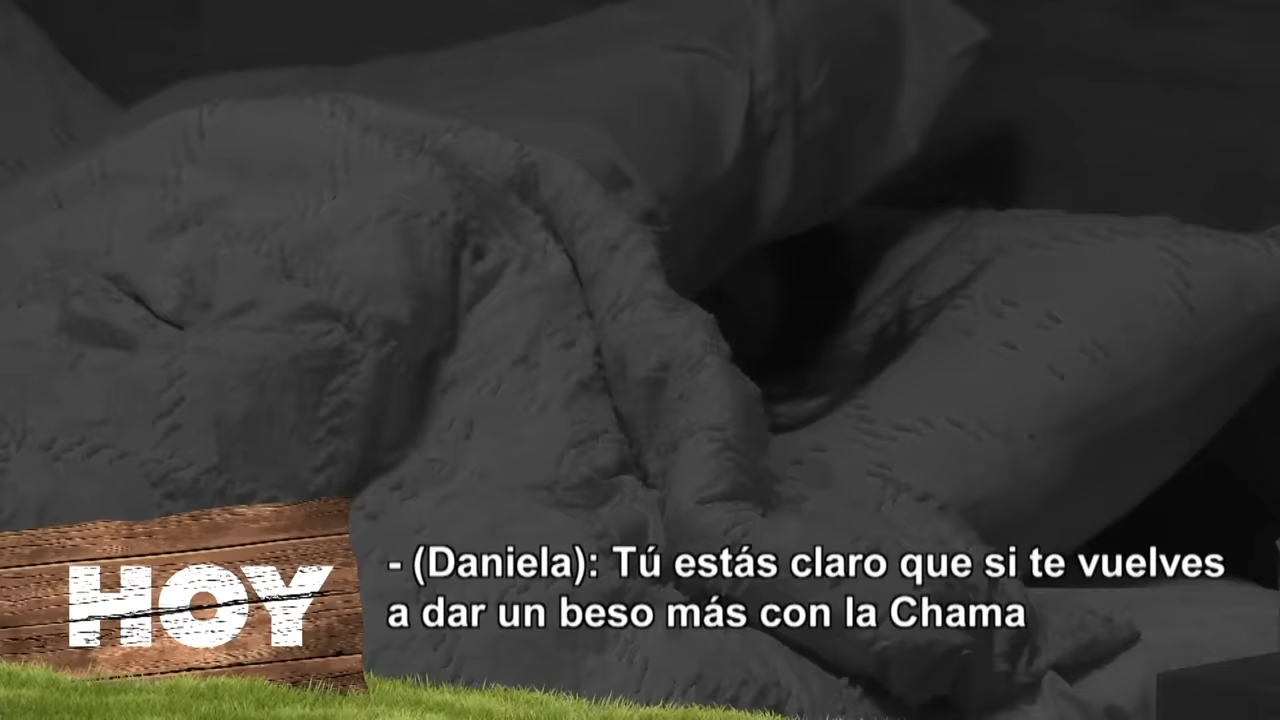 HOY
- (Daniela): Tú estás claro que si te vuelves
a dar un beso más con la Chama